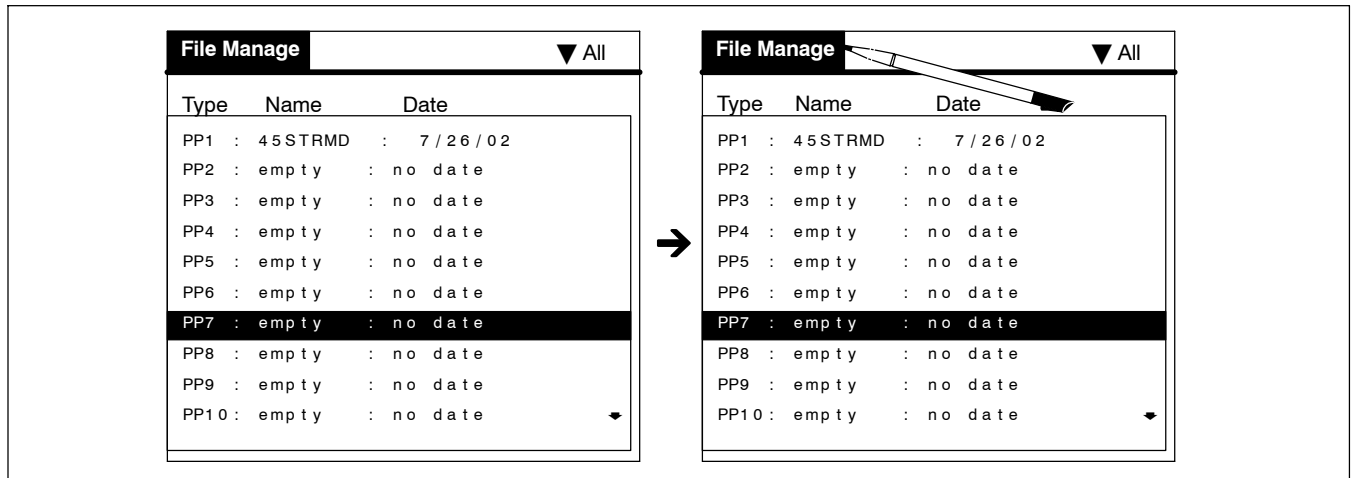 File Manage ▼ All
Type Name Date
PP1 : 45STRMD : 7/26/02
PP2 : empty : no date
PP3 : empty : no date
PP4 : empty : no date
PP5 : empty : no date
PP6 : empty : no date
PP7 : empty : no date
PP8 : empty : no date
PP9 : empty : no date
PP10: empty : no date
File Manage ▼ All
Type Name Date
PP1 : 45STRMD : 7/26/02
PP2 : empty : no date
PP3 : empty : no date
PP4 : empty : no date
PP5 : empty : no date
PP6 : empty : no date
PP7 : empty : no date
PP8 : empty : no date
PP9 : empty : no date
PP10: empty : no date